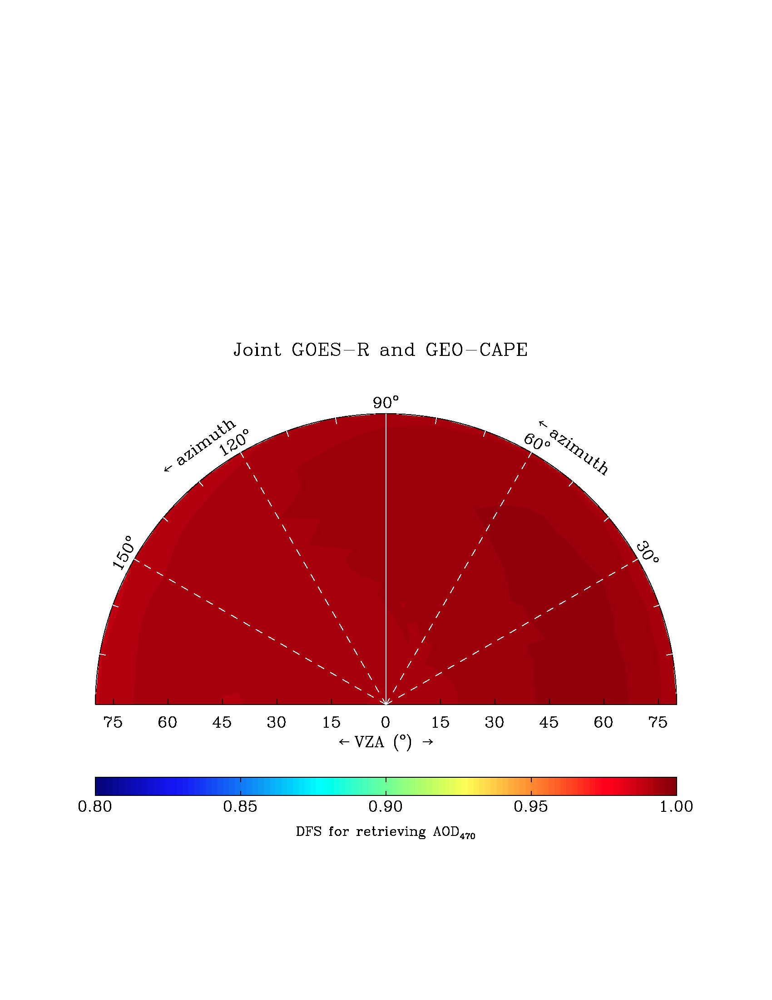 Joint GOES-R and GEO-CAPE
90°
← azimuth
120°
← azimuth
60°
150°
30°
75 60 45 30 15 0 15 30 45 60 75
← VZA (°) →
0.80 0.85 0.90 0.95 1.00
DFS for retrieving AOD₄₇₀